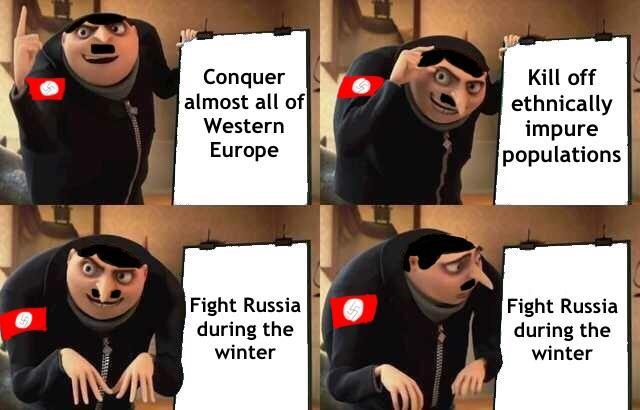 Conquer
almost all of
Western
Europe
Kill off
ethnically
impure
populations
Fight Russia
during the
winter
Fight Russia
during the
winter